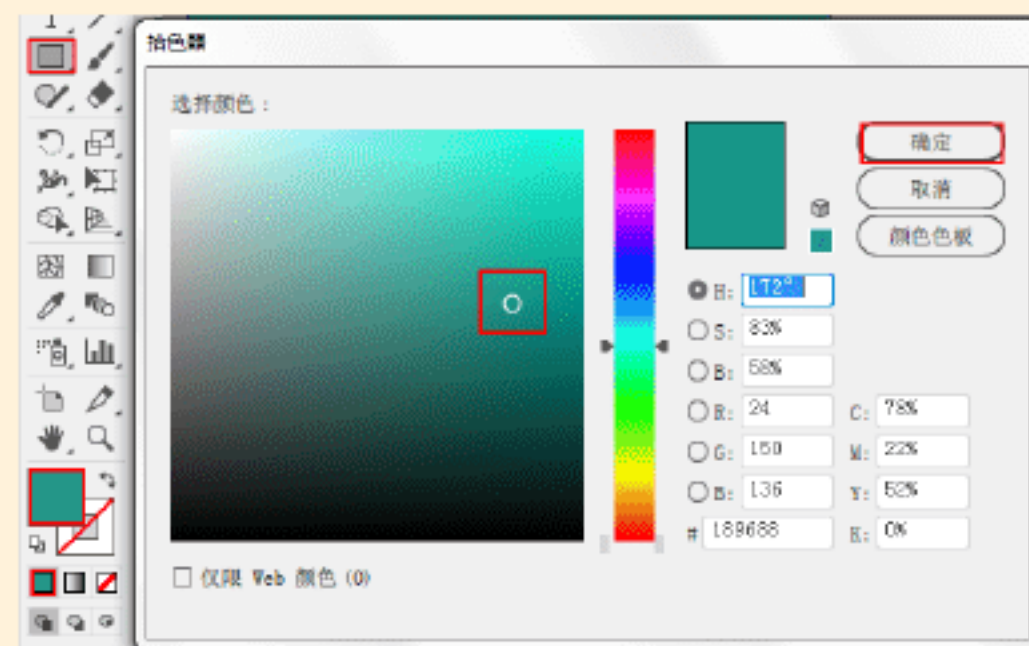 拾色器
选择颜色：
确定
取消
颜色色板
H: 172°
S: 83%
B: 58%
R: 24 C: 78%
G: 150 M: 22%
B: 136 Y: 52%
# 189688 K: 0%
仅限 Web 颜色 (0)